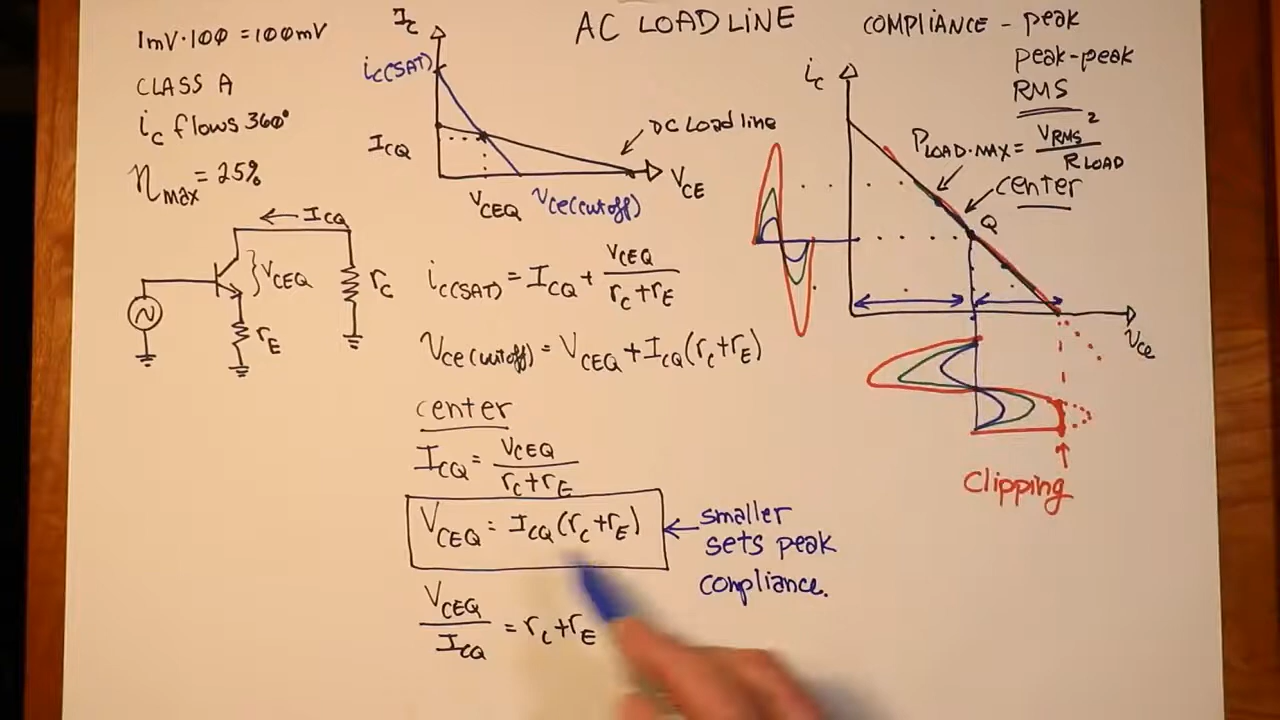 AC LOAD LINE
1mV·100 = 100mV
CLASS A
ic flows 360°
ηmax = 25%
Ic
ic(SAT)
ICQ
DC Load line
VCE
VCEQ
vce(cutoff)
ICQ
VCEQ
rC
rE
ic(SAT) = ICQ + VCEQ / (rC + rE)
Vce(cutoff) = VCEQ + ICQ(rC + rE)
center
ICQ = VCEQ / (rC + rE)
VCEQ = ICQ(rC + rE)
smaller
sets peak
compliance.
VCEQ / ICQ = rC + rE
COMPLIANCE – peak
peak-peak
RMS
ic
PLOAD·MAX = VRMS² / RLOAD
center
Q
Vce
Clipping